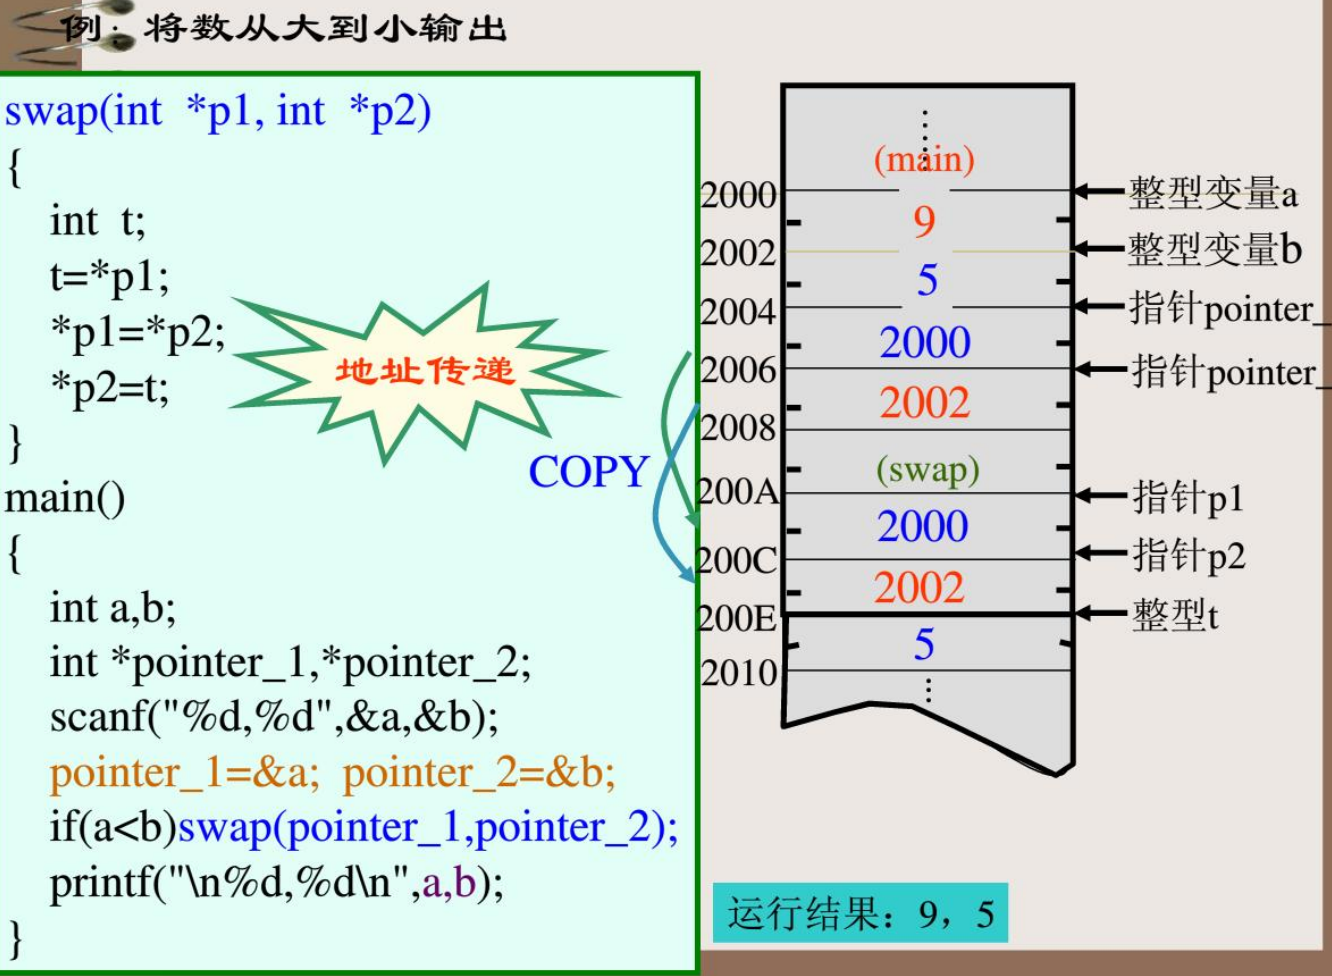 例：将数从大到小输出
swap(int *p1, int *p2)
{
int t;
t=*p1;
*p1=*p2;
*p2=t;
}
main()
{
int a,b;
int *pointer_1,*pointer_2;
scanf("%d,%d",&a,&b);
pointer_1=&a; pointer_2=&b;
if(a<b)swap(pointer_1,pointer_2);
printf("\n%d,%d\n",a,b);
}
地址传递
COPY
……
(main)
2000
整型变量a
9
2002
整型变量b
5
2004
指针pointer_
2000
2006
指针pointer_
2002
2008
(swap)
200A
指针p1
2000
200C
指针p2
2002
200E
整型t
5
2010
…
运行结果：9，5